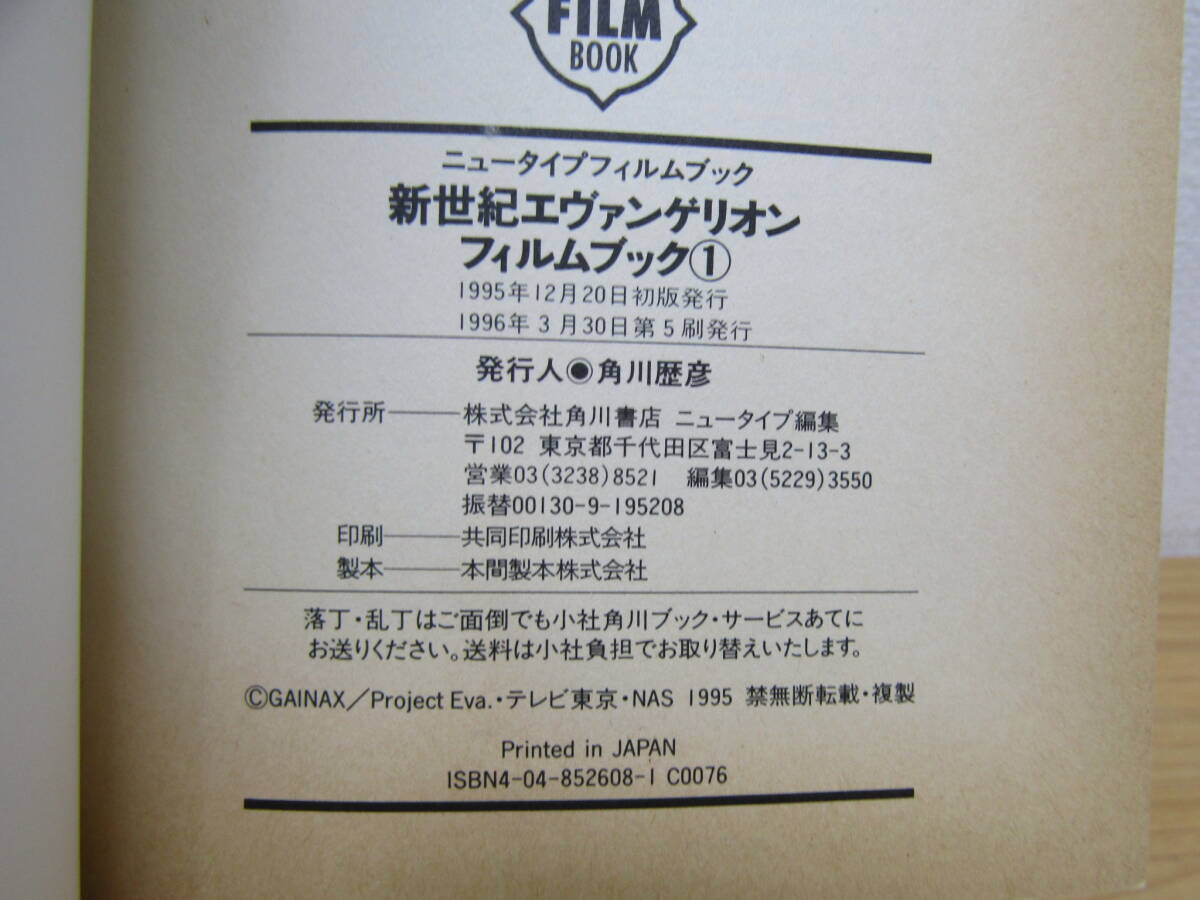 FILM
BOOK
ニュータイプフィルムブック
新世紀エヴァンゲリオン
フィルムブック①
1995年12月20日初版発行
1996年3月30日第5刷発行
発行人◉角川歴彦
発行所――株式会社角川書店 ニュータイプ編集
〒102 東京都千代田区富士見2-13-3
営業03(3238)8521 編集03(5229)3550
振替00130-9-195208
印刷――共同印刷株式会社
製本――本間製本株式会社
落丁・乱丁はご面倒でも小社角川ブック・サービスあてに
お送りください。送料は小社負担でお取り替えいたします。
©GAINAX/Project Eva.・テレビ東京・NAS 1995 禁無断転載・複製
Printed in JAPAN
ISBN4-04-852608-1 C0076